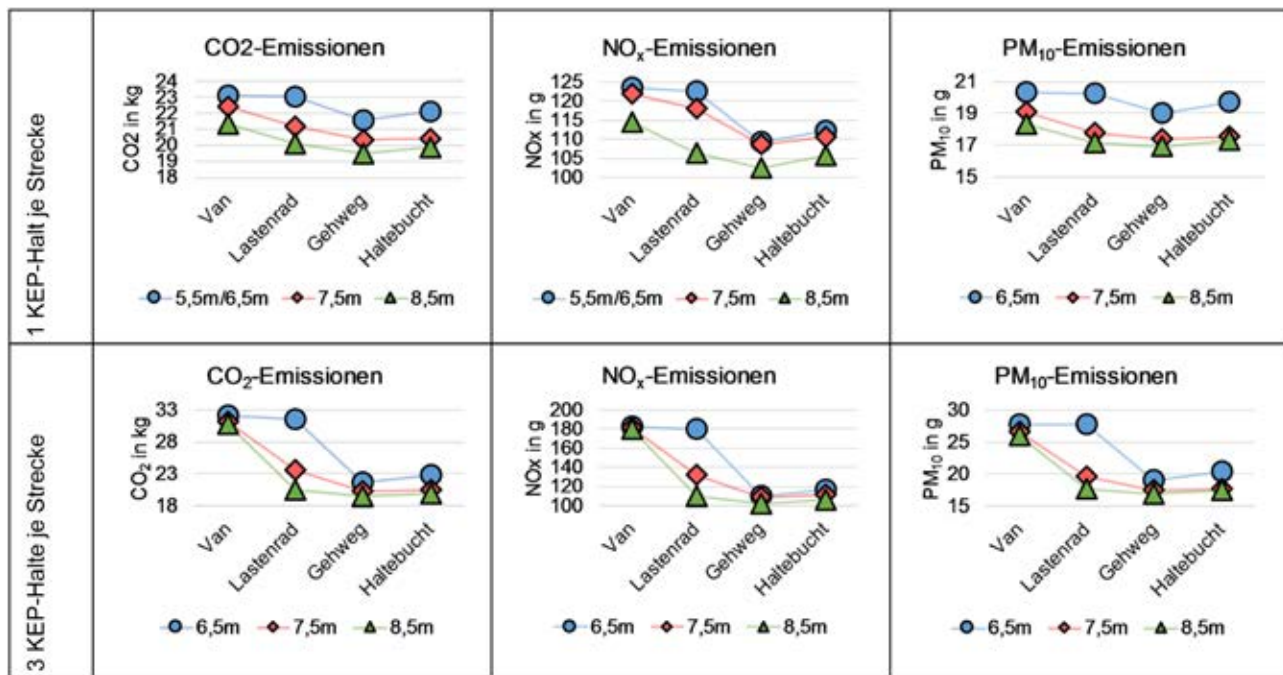 1 KEP-Halt je Strecke
CO2-Emissionen
CO2 in kg
24
23
22
21
20
19
18
Van
Lastenrad
Gehweg
Haltebucht
5,5m/6,5m
7,5m
8,5m
NOx-Emissionen
NOx in g
125
120
115
110
105
100
Van
Lastenrad
Gehweg
Haltebucht
5,5m/6,5m
7,5m
8,5m
PM10-Emissionen
PM10 in g
21
19
17
15
Van
Lastenrad
Gehweg
Haltebucht
6,5m
7,5m
8,5m
3 KEP-Halte je Strecke
CO2-Emissionen
CO2 in kg
33
28
23
18
Van
Lastenrad
Gehweg
Haltebucht
6,5m
7,5m
8,5m
NOx-Emissionen
NOx in g
200
180
160
140
120
100
Van
Lastenrad
Gehweg
Haltebucht
6,5m
7,5m
8,5m
PM10-Emissionen
PM10 in g
30
25
20
15
Van
Lastenrad
Gehweg
Haltebucht
6,5m
7,5m
8,5m